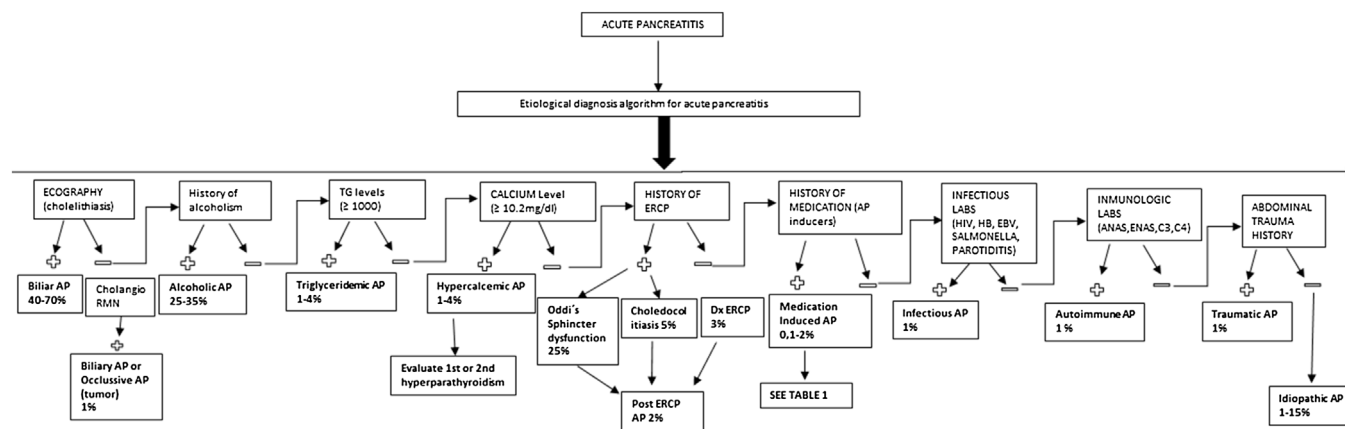 ACUTE PANCREATITIS
Etiological diagnosis algorithm for acute pancreatitis
ECOGRAPHY
(cholelithiasis)
History of
alcoholism
TG levels
(≥ 1000)
CALCIUM Level
(≥ 10.2mg/dl)
HISTORY OF
ERCP
HISTORY OF
MEDICATION (AP
inducers)
INFECTIOUS
LABS
(HIV, HB, EBV,
SALMONELLA,
PAROTIDITIS)
INMUNOLOGIC
LABS
(ANAS,ENAS,C3,C4)
ABDOMINAL
TRAUMA
HISTORY
Biliar AP
40-70%
Cholangio
RMN
Alcoholic AP
25-35%
Triglyceridemic AP
1-4%
Hypercalcemic AP
1-4%
Oddi´s
Sphincter
dysfunction
25%
Choledocol
itiasis 5%
Dx ERCP
3%
Medication
Induced AP
0,1-2%
Infectious AP
1%
Autoimmune AP
1 %
Traumatic AP
1%
Biliary AP or
Occlussive AP
(tumor)
1%
Evaluate 1st or 2nd
hyperparathyroidism
Post ERCP
AP 2%
SEE TABLE 1
Idiopathic AP
1-15%